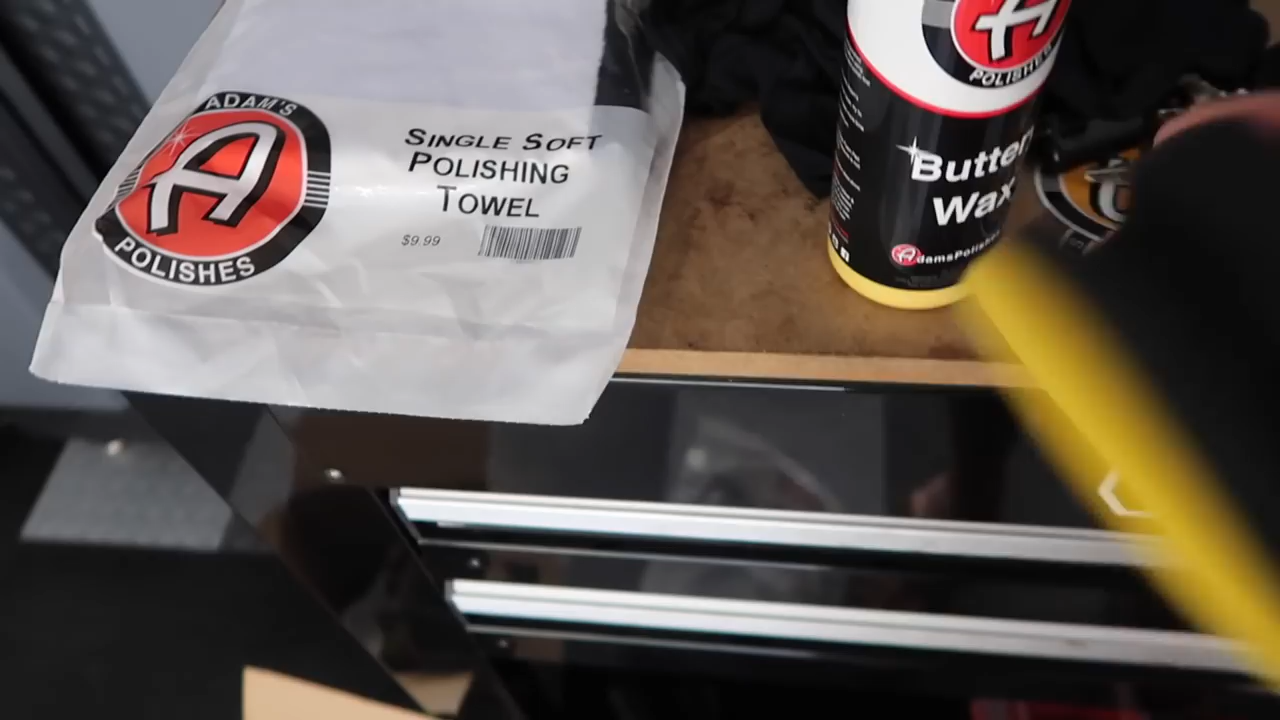 ADAM'S
A
POLISHES
SINGLE SOFT
POLISHING
TOWEL
$9.99
A
POLISHES
Butter
Wax
AdamsPolishes